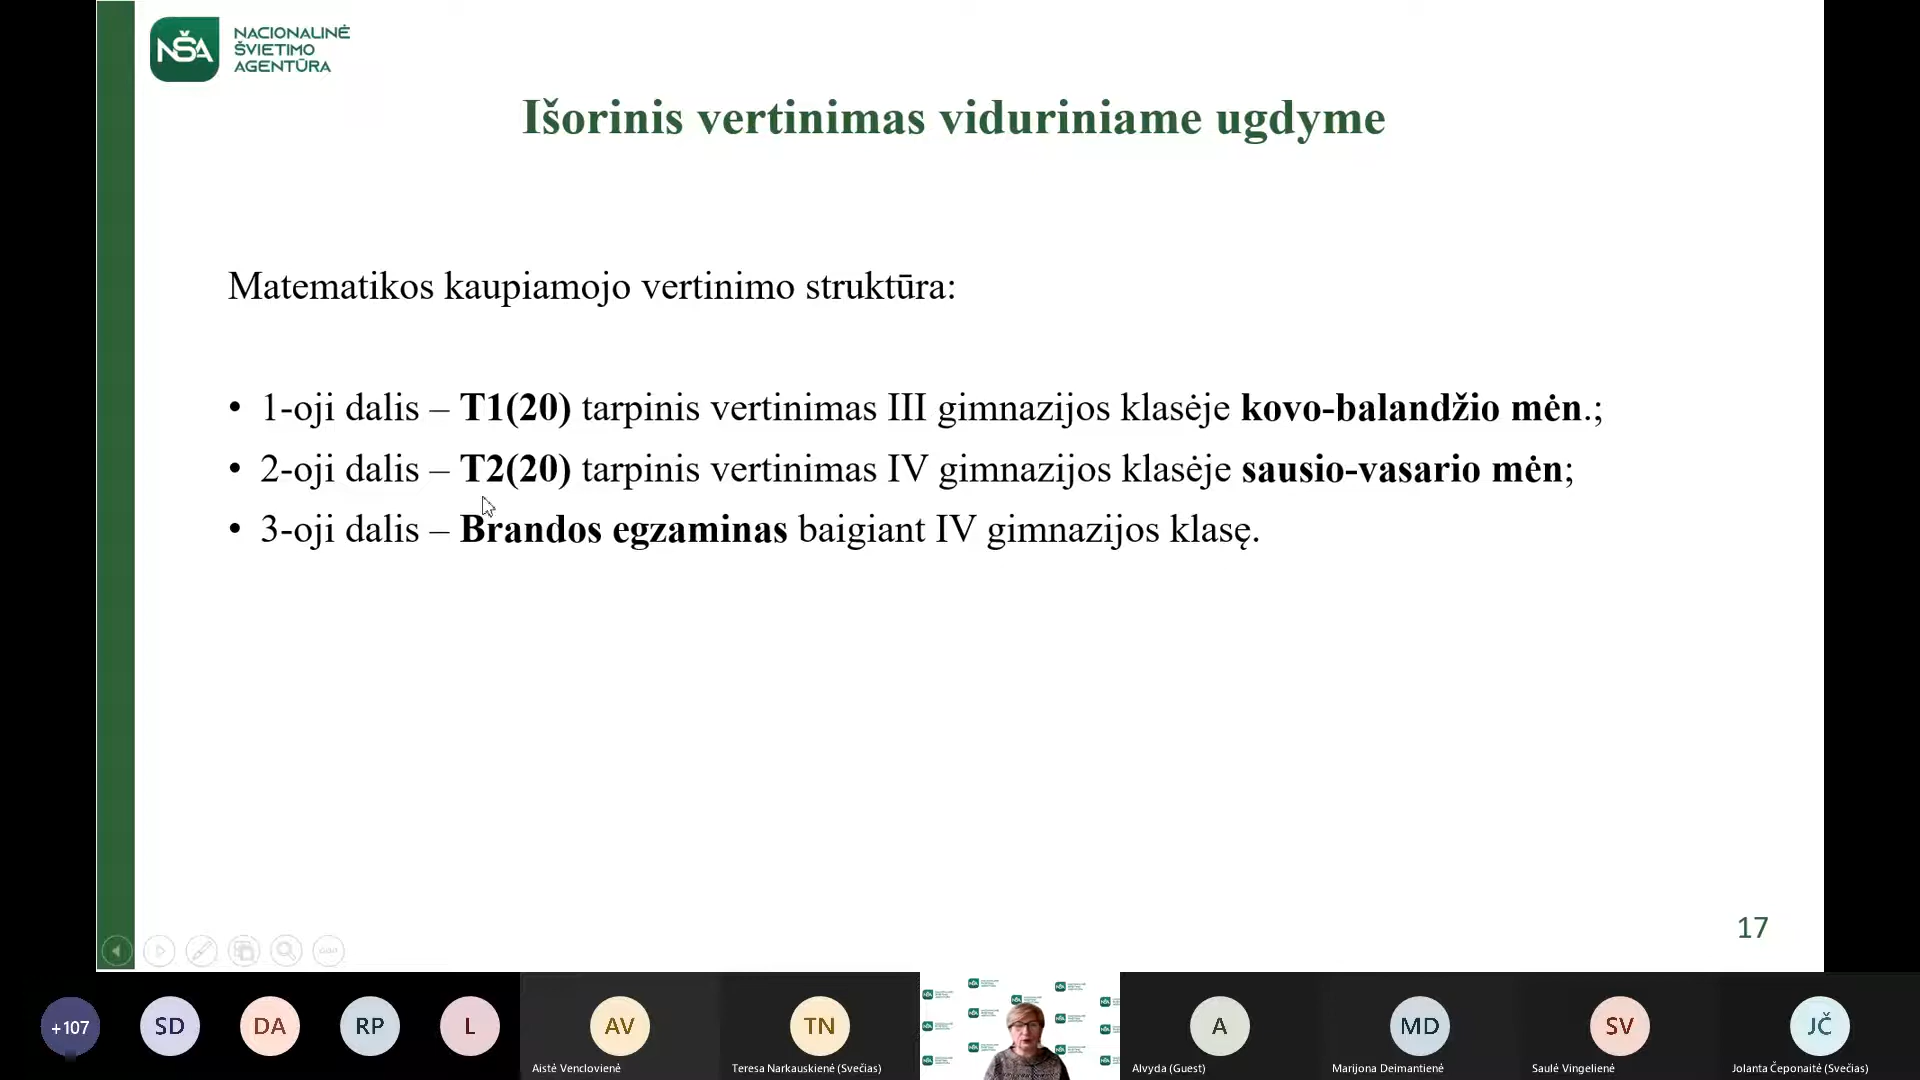 NŠA
NACIONALINĖ
ŠVIETIMO
AGENTŪRA
Išorinis vertinimas viduriniame ugdyme
Matematikos kaupiamojo vertinimo struktūra:
• 1-oji dalis – T1(20) tarpinis vertinimas III gimnazijos klasėje kovo-balandžio mėn.;
• 2-oji dalis – T2(20) tarpinis vertinimas IV gimnazijos klasėje sausio-vasario mėn;
• 3-oji dalis – Brandos egzaminas baigiant IV gimnazijos klasę.
17
+107
SD
DA
RP
L
AV
TN
A
MD
SV
JČ
Aistė Venclovienė
Teresa Narkauskienė (Svečias)
Alvyda (Guest)
Marijona Deimantienė
Saulė Vingelienė
Jolanta Čeponaitė (Svečias)